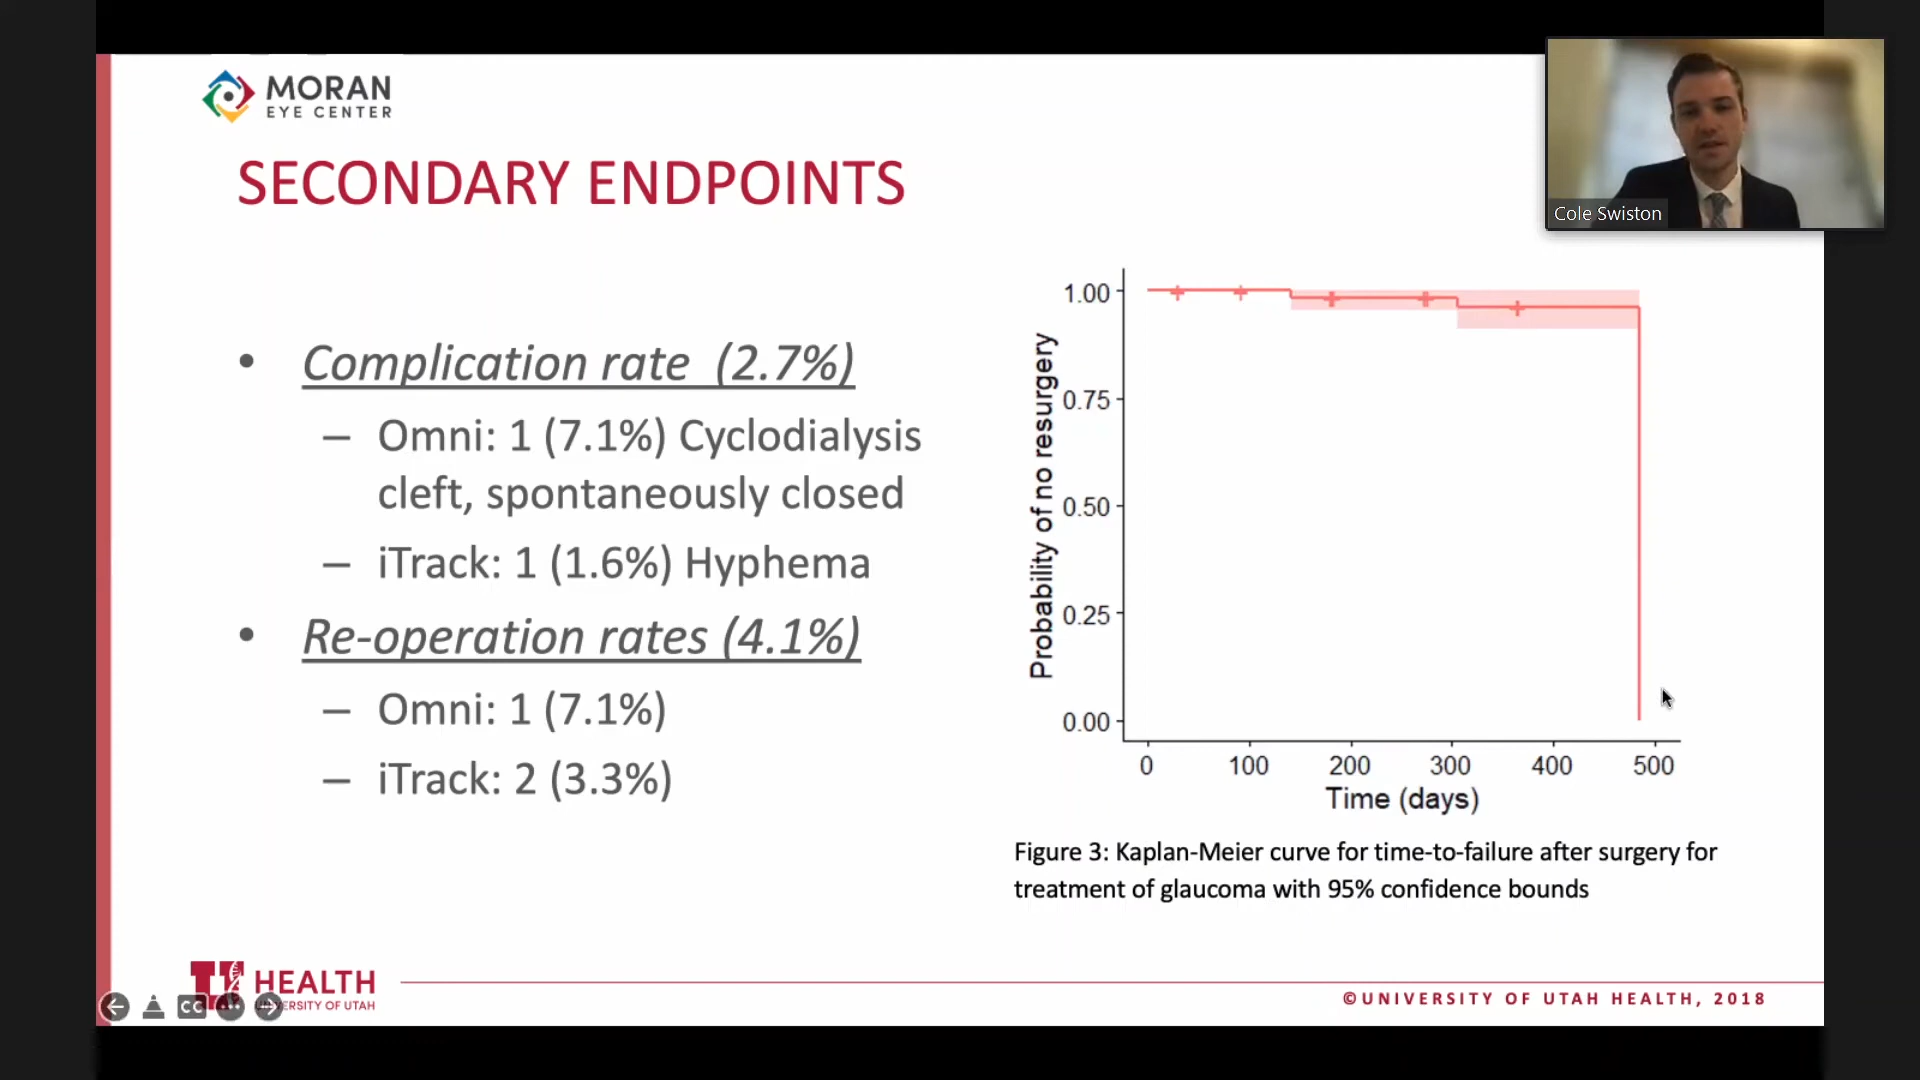 MORAN
EYE CENTER
Cole Swiston
SECONDARY ENDPOINTS
• Complication rate (2.7%)
– Omni: 1 (7.1%) Cyclodialysis
cleft, spontaneously closed
– iTrack: 1 (1.6%) Hyphema
• Re-operation rates (4.1%)
– Omni: 1 (7.1%)
– iTrack: 2 (3.3%)
Probability of no resurgery
1.00
0.75
0.50
0.25
0.00
0 100 200 300 400 500
Time (days)
Figure 3: Kaplan-Meier curve for time-to-failure after surgery for
treatment of glaucoma with 95% confidence bounds
U HEALTH
UNIVERSITY OF UTAH
CC
©UNIVERSITY OF UTAH HEALTH, 2018